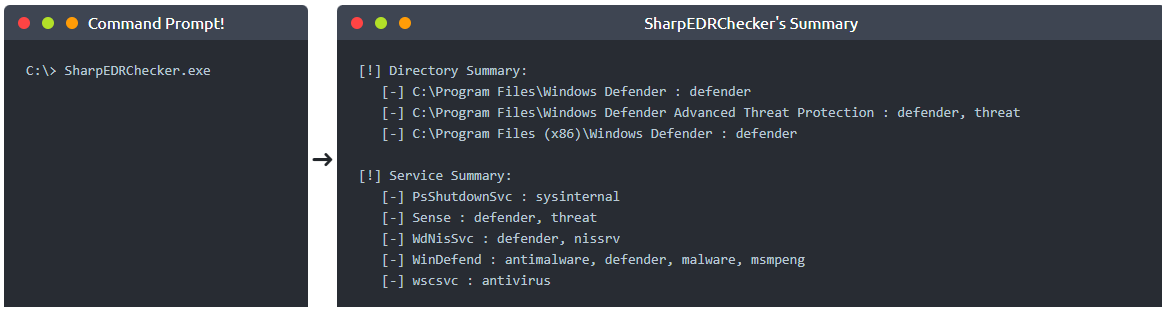 Command Prompt!
C:\> SharpEDRChecker.exe
SharpEDRChecker's Summary
[!] Directory Summary:
[-] C:\Program Files\Windows Defender : defender
[-] C:\Program Files\Windows Defender Advanced Threat Protection : defender, threat
[-] C:\Program Files (x86)\Windows Defender : defender
[!] Service Summary:
[-] PsShutdownSvc : sysinternal
[-] Sense : defender, threat
[-] WdNisSvc : defender, nissrv
[-] WinDefend : antimalware, defender, malware, msmpeng
[-] wscsvc : antivirus